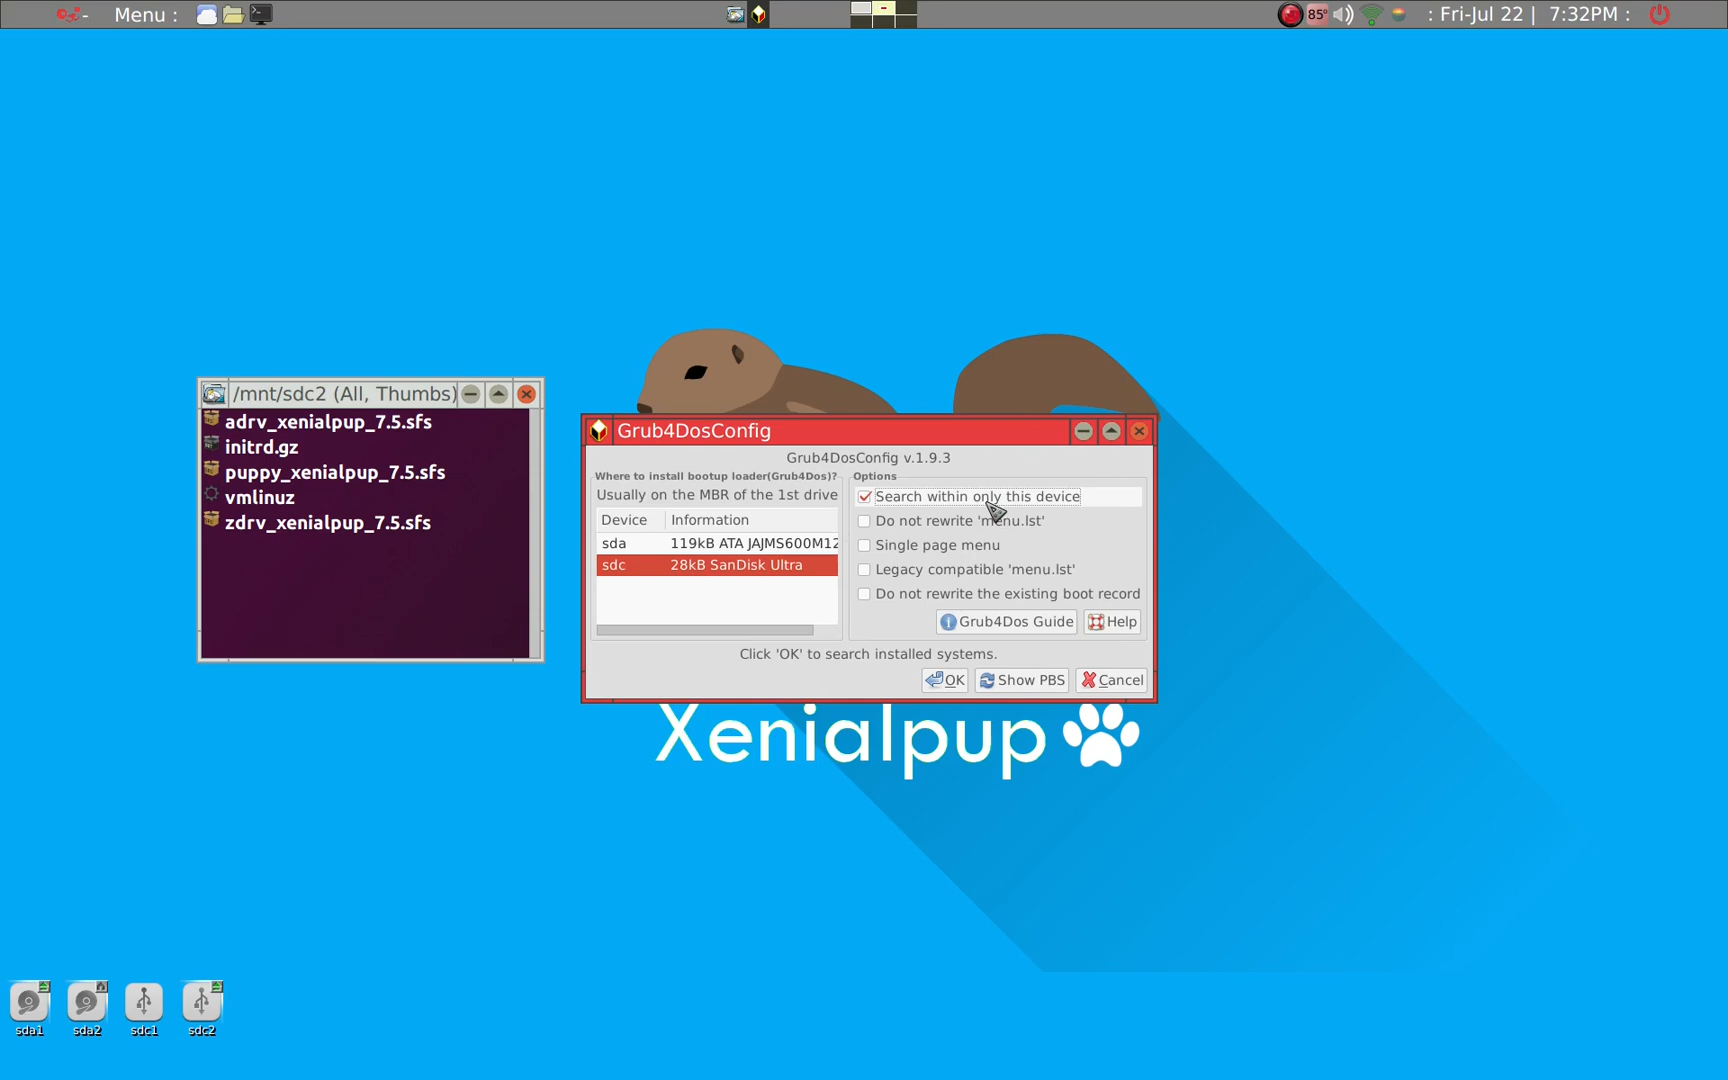 Menu :
85°
: Fri-Jul 22 | 7:32PM :
/mnt/sdc2 (All, Thumbs)
adrv_xenialpup_7.5.sfs
initrd.gz
puppy_xenialpup_7.5.sfs
vmlinuz
zdrv_xenialpup_7.5.sfs
Grub4DosConfig
Grub4DosConfig v.1.9.3
Where to install bootup loader(Grub4Dos)?
Usually on the MBR of the 1st drive
Device Information
sda 119kB ATA JAJMS600M12
sdc 28kB SanDisk Ultra
Options
Search within only this device
Do not rewrite 'menu.lst'
Single page menu
Legacy compatible 'menu.lst'
Do not rewrite the existing boot record
Grub4Dos Guide
Help
Click 'OK' to search installed systems.
OK
Show PBS
Cancel
Xenialpup
sda1
sda2
sdc1
sdc2